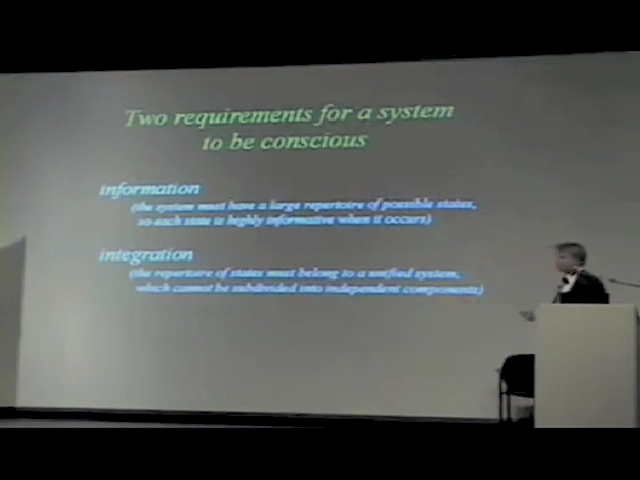 Two requirements for a system
to be conscious
information
(the system must have a large repertoire of possible states,
so each state is highly informative when it occurs)
integration
(the repertoire of states must belong to a unified system,
which cannot be subdivided into independent components)